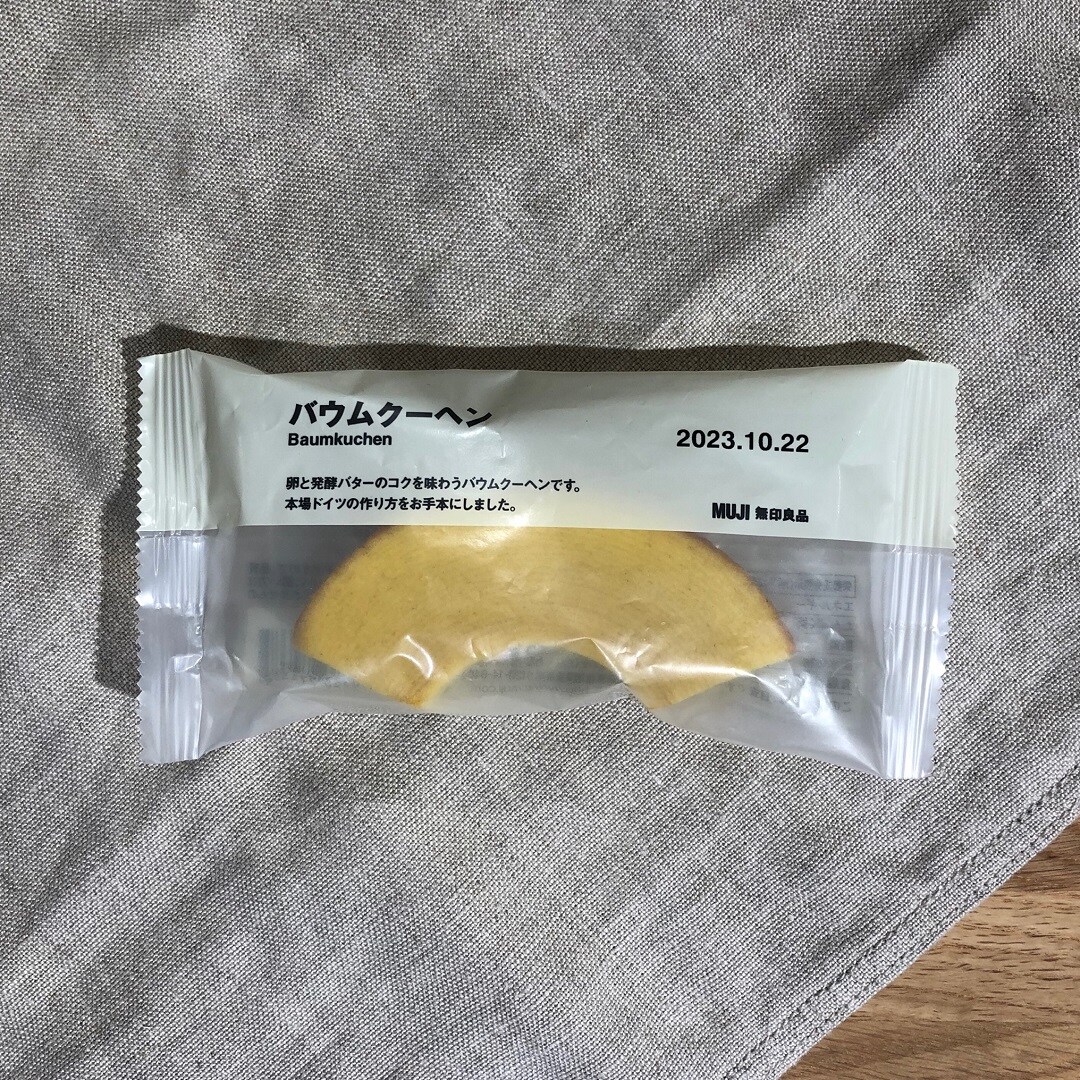 バウムクーヘン
Baumkuchen
2023.10.22
卵と発酵バターのコクを味わうバウムクーヘンです。
本場ドイツの作り方をお手本にしました。
MUJI 無印良品